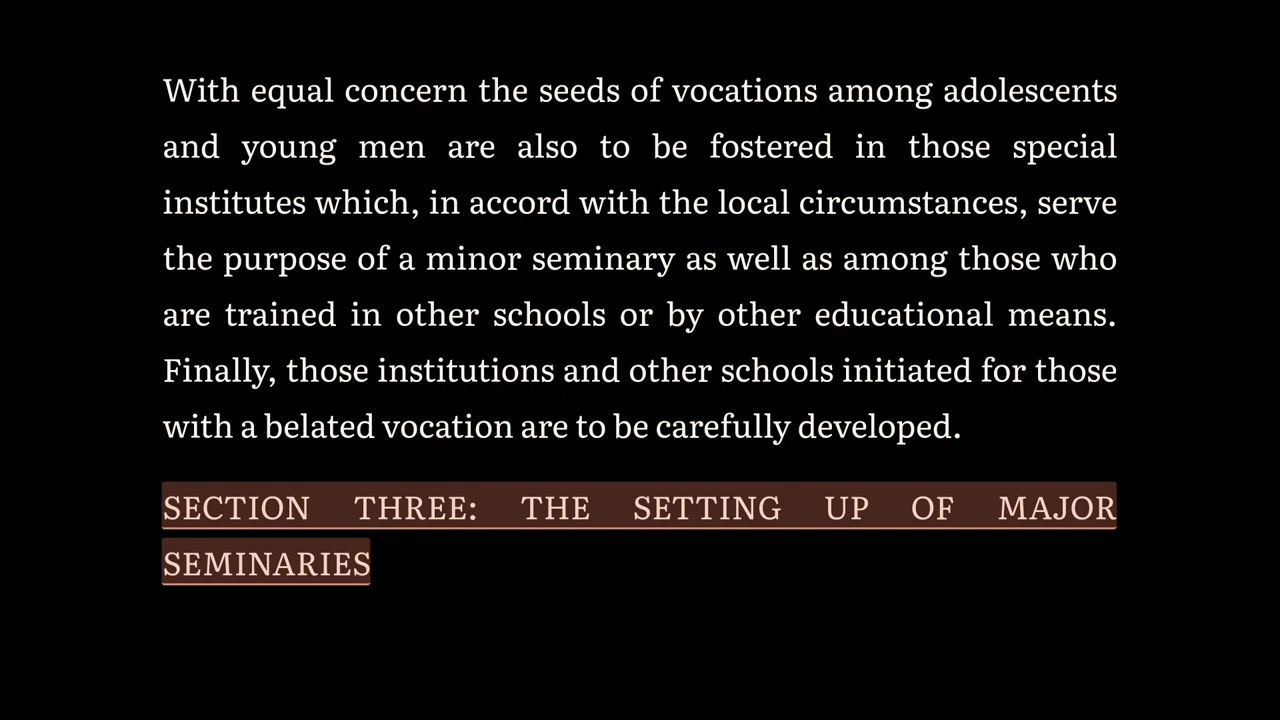 With equal concern the seeds of vocations among adolescents
and young men are also to be fostered in those special
institutes which, in accord with the local circumstances, serve
the purpose of a minor seminary as well as among those who
are trained in other schools or by other educational means.
Finally, those institutions and other schools initiated for those
with a belated vocation are to be carefully developed.
SECTION THREE: THE SETTING UP OF MAJOR
SEMINARIES